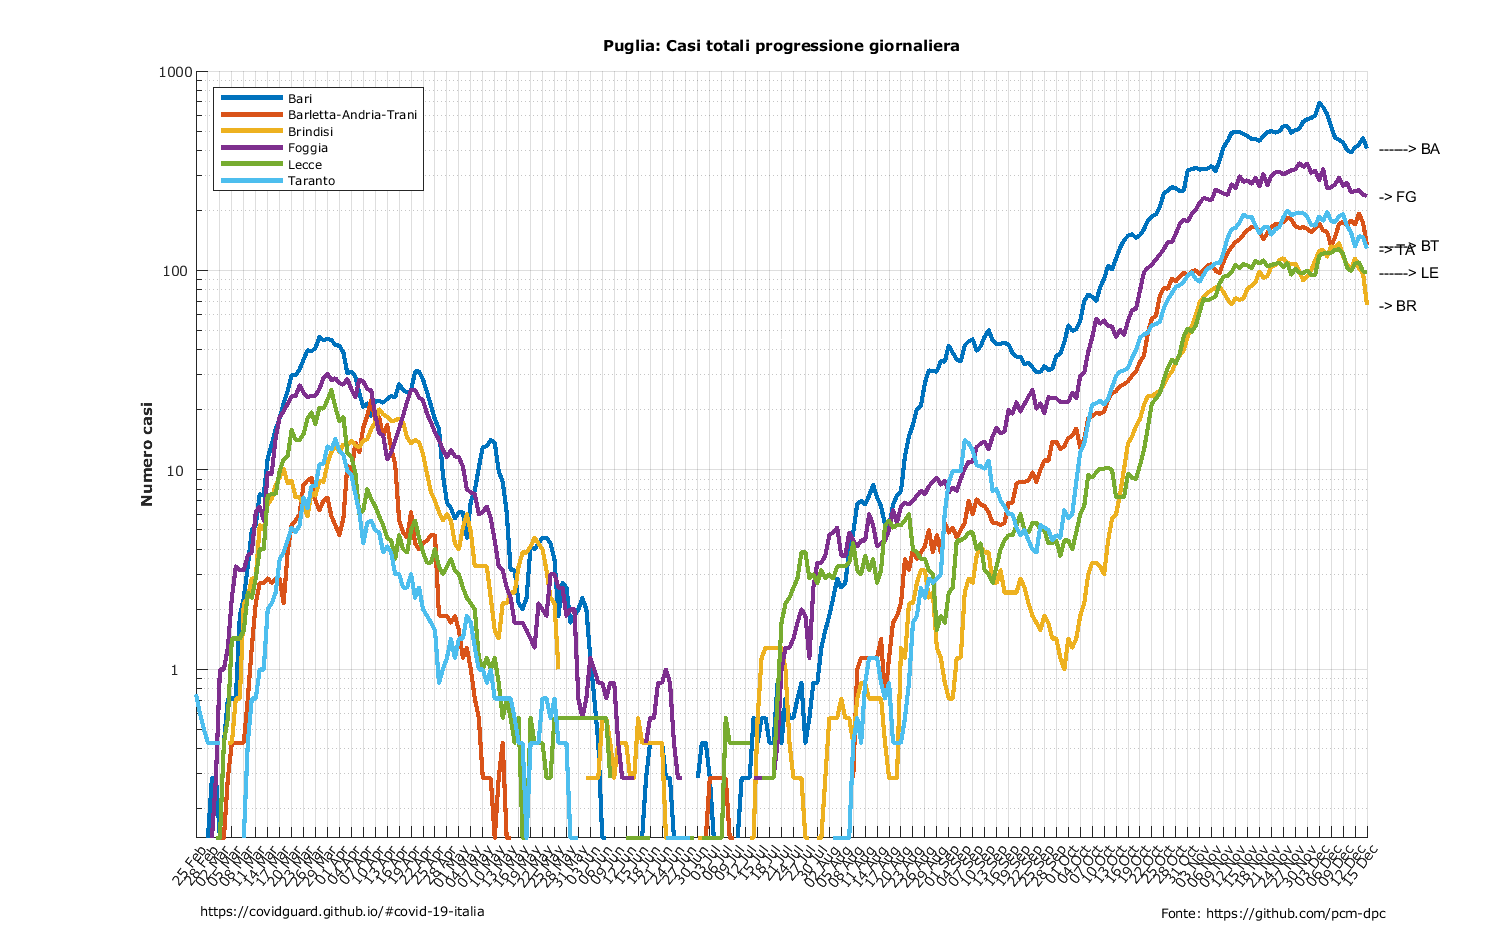 Puglia: Casi totali progressione giornaliera
1000
100
10
1
Numero casi
Bari
Barletta-Andria-Trani
Brindisi
Foggia
Lecce
Taranto
------> BA
-> FG
------> BT
-> TA
------> LE
-> BR
25 Feb
28 Feb
02 Mar
05 Mar
08 Mar
11 Mar
14 Mar
17 Mar
20 Mar
23 Mar
26 Mar
29 Mar
01 Apr
04 Apr
07 Apr
10 Apr
13 Apr
16 Apr
19 Apr
22 Apr
25 Apr
28 Apr
01 May
04 May
07 May
10 May
13 May
16 May
19 May
22 May
25 May
28 May
31 May
03 Jun
06 Jun
09 Jun
12 Jun
15 Jun
18 Jun
21 Jun
24 Jun
27 Jun
30 Jun
03 Jul
06 Jul
09 Jul
12 Jul
15 Jul
18 Jul
21 Jul
24 Jul
27 Jul
30 Jul
02 Aug
05 Aug
08 Aug
11 Aug
14 Aug
17 Aug
20 Aug
23 Aug
26 Aug
29 Aug
01 Sep
04 Sep
07 Sep
10 Sep
13 Sep
16 Sep
19 Sep
22 Sep
25 Sep
28 Sep
01 Oct
04 Oct
07 Oct
10 Oct
13 Oct
16 Oct
19 Oct
22 Oct
25 Oct
28 Oct
31 Oct
03 Nov
06 Nov
09 Nov
12 Nov
15 Nov
18 Nov
21 Nov
24 Nov
27 Nov
30 Nov
03 Dec
06 Dec
09 Dec
12 Dec
15 Dec
https://covidguard.github.io/#covid-19-italia
Fonte: https://github.com/pcm-dpc